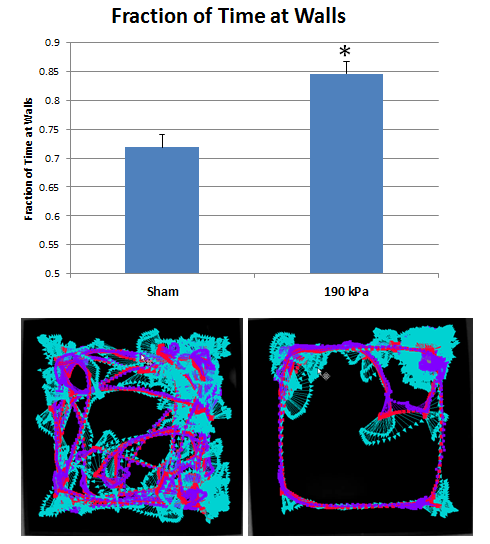 Fraction of Time at Walls
0.9
0.85
0.8
0.75
0.7
0.65
0.6
0.55
0.5
Fraction of Time at Walls
*
Sham
190 kPa